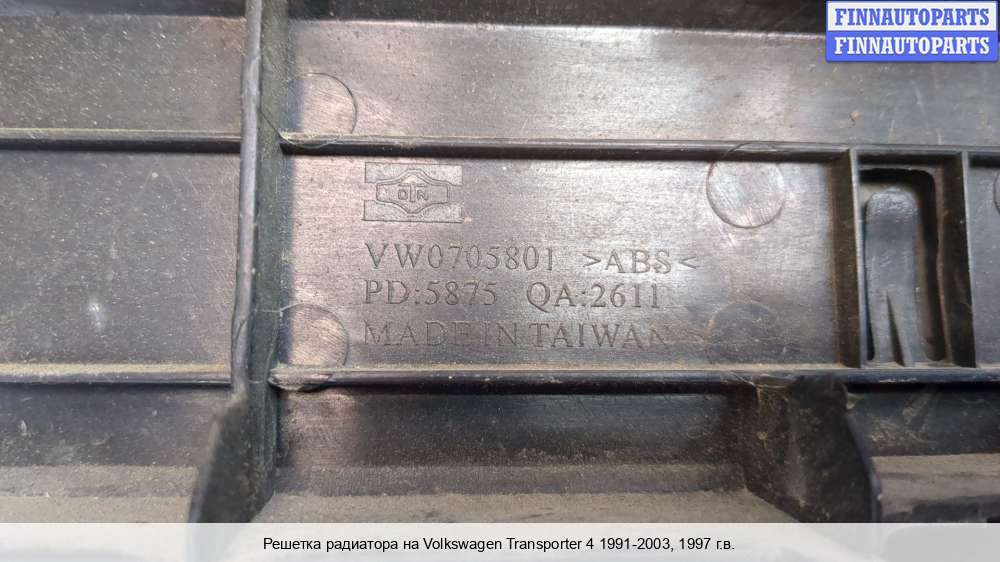 FINNAUTOPARTS
FINNAUTOPARTS
VW0705801 >ABS<
PD:5875 QA:2611
MADE IN TAIWAN
Решетка радиатора на Volkswagen Transporter 4 1991-2003, 1997 г.в.